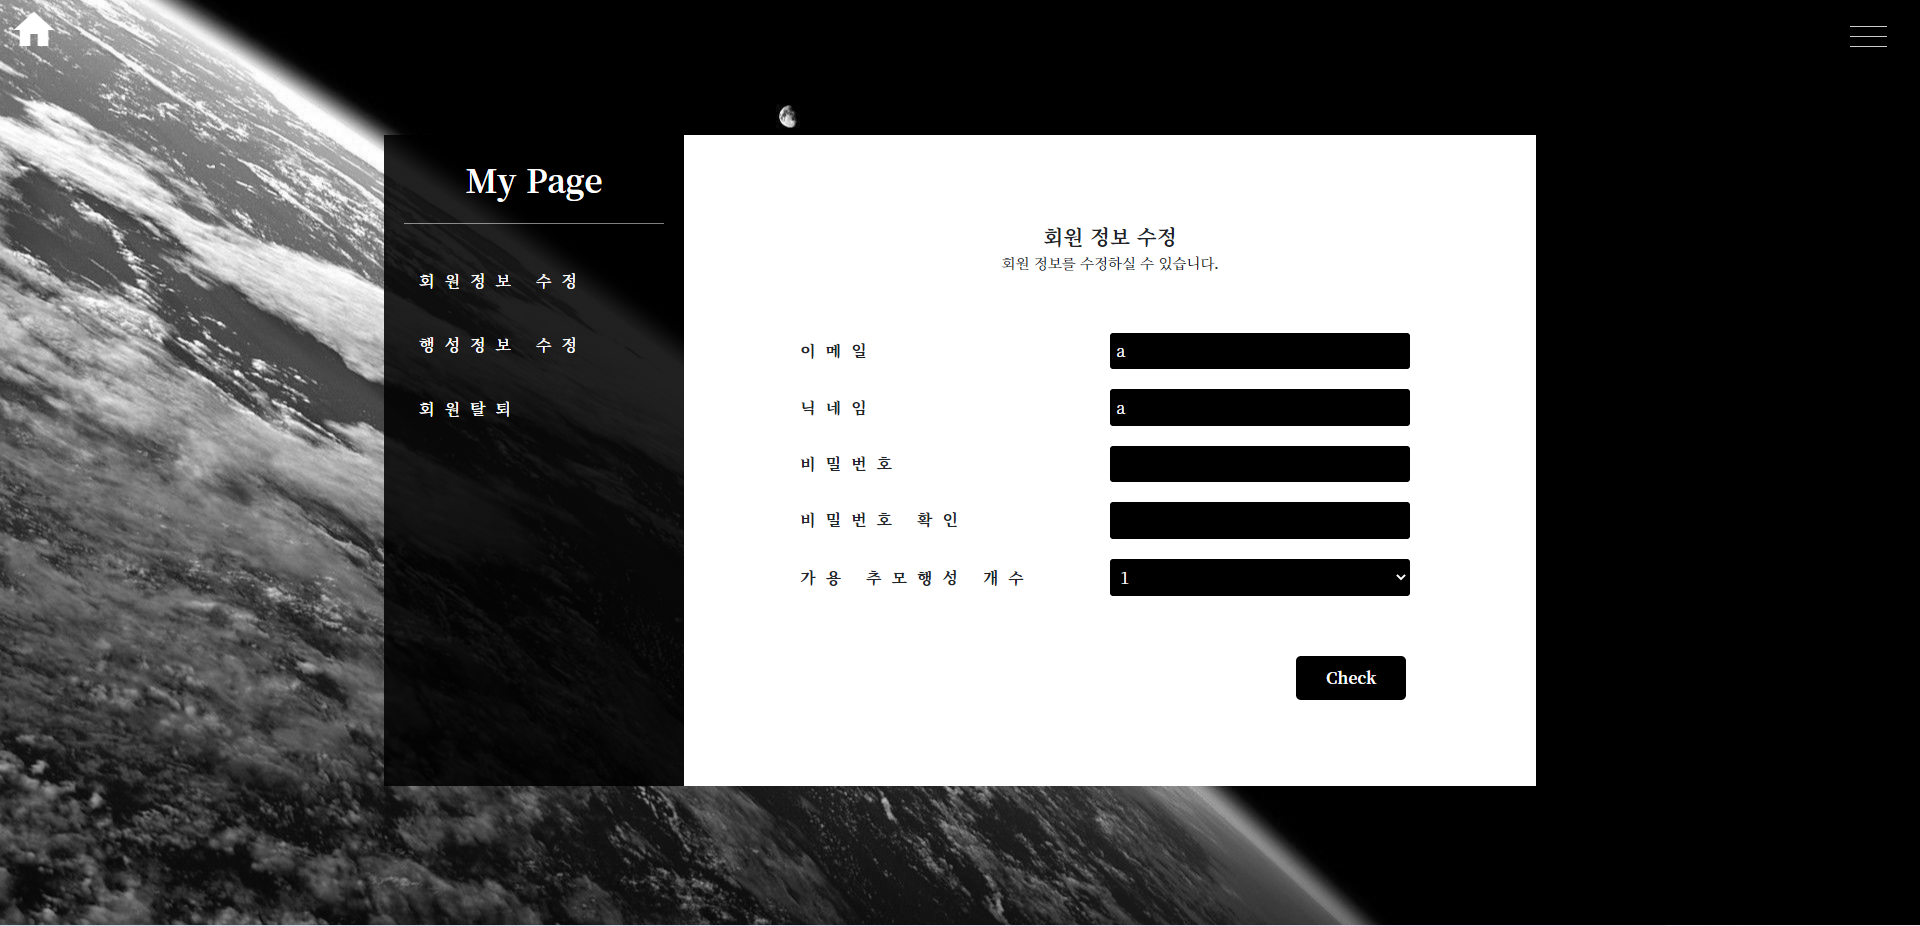 My Page
회원정보 수정
행성정보 수정
회원탈퇴
회원 정보 수정
회원 정보를 수정하실 수 있습니다.
이메일 a
닉네임 a
비밀번호
비밀번호 확인
가용 추모행성 개수 1
Check